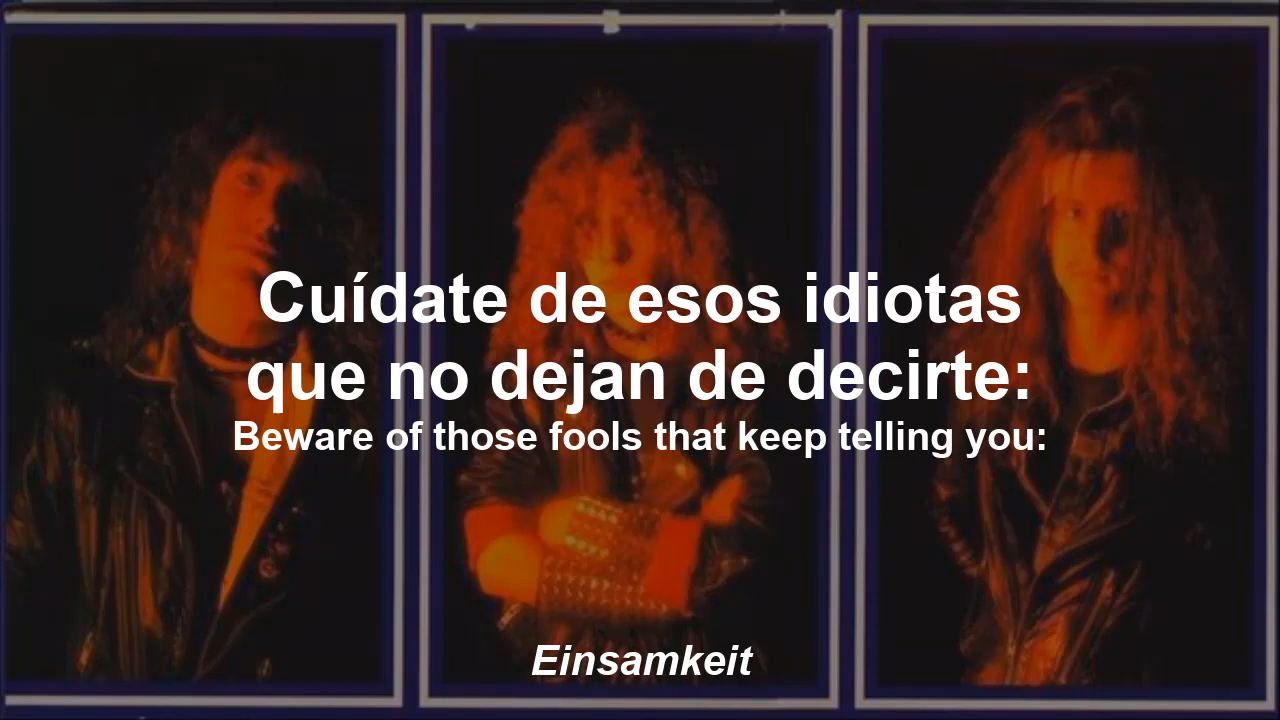 Cuídate de esos idiotas
que no dejan de decirte:
Beware of those fools that keep telling you:
Einsamkeit